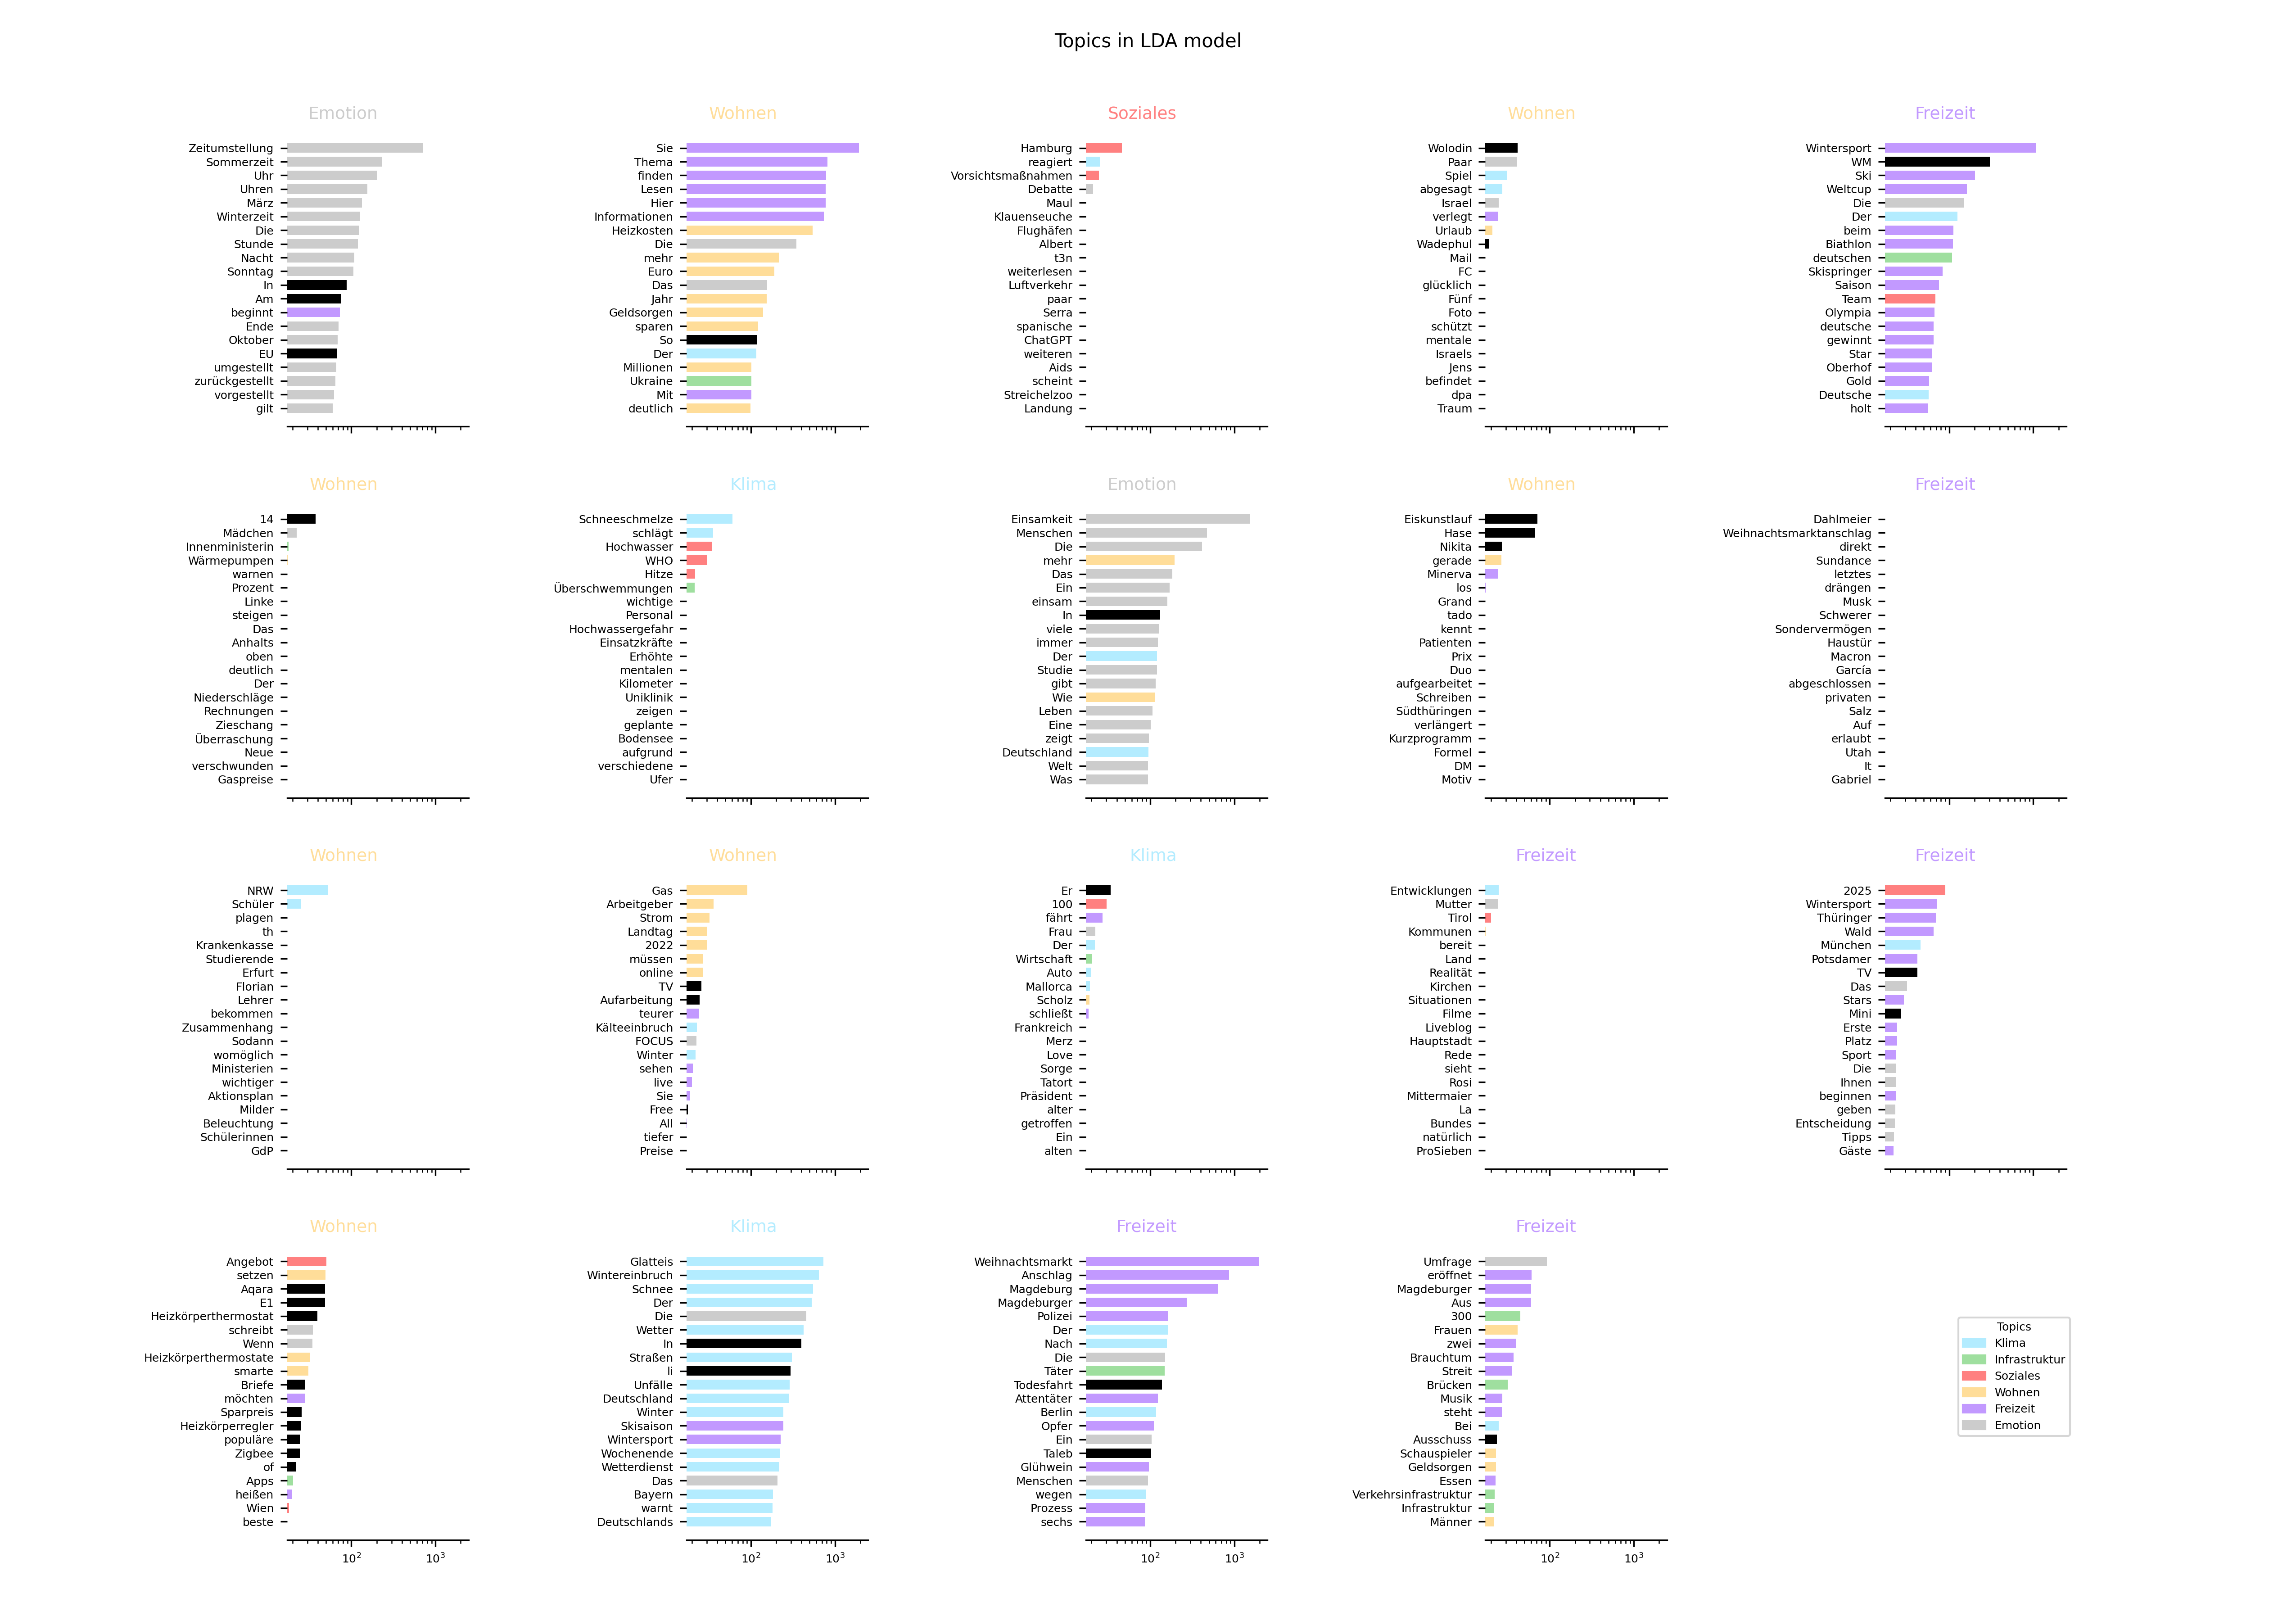 Topics in LDA model
Emotion
Zeitumstellung
Sommerzeit
Uhr
Uhren
März
Winterzeit
Die
Stunde
Nacht
Sonntag
In
Am
beginnt
Ende
Oktober
EU
umgestellt
zurückgestellt
vorgestellt
gilt
Wohnen
Sie
Thema
finden
Lesen
Hier
Informationen
Heizkosten
Die
mehr
Euro
Das
Jahr
Geldsorgen
sparen
So
Der
Millionen
Ukraine
Mit
deutlich
Soziales
Hamburg
reagiert
Vorsichtsmaßnahmen
Debatte
Maul
Klauenseuche
Flughäfen
Albert
t3n
weiterlesen
Luftverkehr
paar
Serra
spanische
ChatGPT
weiteren
Aids
scheint
Streichelzoo
Landung
Wohnen
Wolodin
Paar
Spiel
abgesagt
Israel
verlegt
Urlaub
Wadephul
Mail
FC
glücklich
Fünf
Foto
schützt
mentale
Israels
Jens
befindet
dpa
Traum
Freizeit
Wintersport
WM
Ski
Weltcup
Die
Der
beim
Biathlon
deutschen
Skispringer
Saison
Team
Olympia
deutsche
gewinnt
Star
Oberhof
Gold
Deutsche
holt
Wohnen
14
Mädchen
Innenministerin
Wärmepumpen
warnen
Prozent
Linke
steigen
Das
Anhalts
oben
deutlich
Der
Niederschläge
Rechnungen
Zieschang
Überraschung
Neue
verschwunden
Gaspreise
Klima
Schneeschmelze
schlägt
Hochwasser
WHO
Hitze
Überschwemmungen
wichtige
Personal
Hochwassergefahr
Einsatzkräfte
Erhöhte
mentalen
Kilometer
Uniklinik
zeigen
geplante
Bodensee
aufgrund
verschiedene
Ufer
Emotion
Einsamkeit
Menschen
Die
mehr
Das
Ein
einsam
In
viele
immer
Der
Studie
gibt
Wie
Leben
Eine
zeigt
Deutschland
Welt
Was
Wohnen
Eiskunstlauf
Hase
Nikita
gerade
Minerva
los
Grand
tado
kennt
Patienten
Prix
Duo
aufgearbeitet
Schreiben
Südthüringen
verlängert
Kurzprogramm
Formel
DM
Motiv
Freizeit
Dahlmeier
Weihnachtsmarktanschlag
direkt
Sundance
letztes
drängen
Musk
Schwerer
Sondervermögen
Haustür
Macron
García
abgeschlossen
privaten
Salz
Auf
erlaubt
Utah
It
Gabriel
Wohnen
NRW
Schüler
plagen
th
Krankenkasse
Studierende
Erfurt
Florian
Lehrer
bekommen
Zusammenhang
Sodann
womöglich
Ministerien
wichtiger
Aktionsplan
Milder
Beleuchtung
Schülerinnen
GdP
Wohnen
Gas
Arbeitgeber
Strom
Landtag
2022
müssen
online
TV
Aufarbeitung
teurer
Kälteeinbruch
FOCUS
Winter
sehen
live
Sie
Free
All
tiefer
Preise
Klima
Er
100
fährt
Frau
Der
Wirtschaft
Auto
Mallorca
Scholz
schließt
Frankreich
Merz
Love
Sorge
Tatort
Präsident
alter
getroffen
Ein
alten
Freizeit
Entwicklungen
Mutter
Tirol
Kommunen
bereit
Land
Realität
Kirchen
Situationen
Filme
Liveblog
Hauptstadt
Rede
sieht
Rosi
Mittermaier
La
Bundes
natürlich
ProSieben
Freizeit
2025
Wintersport
Thüringer
Wald
München
Potsdamer
TV
Das
Stars
Mini
Erste
Platz
Sport
Die
Ihnen
beginnen
geben
Entscheidung
Tipps
Gäste
Wohnen
Angebot
setzen
Aqara
E1
Heizkörperthermostat
schreibt
Wenn
Heizkörperthermostate
smarte
Briefe
möchten
Sparpreis
Heizkörperregler
populäre
Zigbee
of
Apps
heißen
Wien
beste
10² 10³
Klima
Glatteis
Wintereinbruch
Schnee
Der
Die
Wetter
In
Straßen
li
Unfälle
Deutschland
Winter
Skisaison
Wintersport
Wochenende
Wetterdienst
Das
Bayern
warnt
Deutschlands
10² 10³
Freizeit
Weihnachtsmarkt
Anschlag
Magdeburg
Magdeburger
Polizei
Der
Nach
Die
Täter
Todesfahrt
Attentäter
Berlin
Opfer
Ein
Taleb
Glühwein
Menschen
wegen
Prozess
sechs
10² 10³
Freizeit
Umfrage
eröffnet
Magdeburger
Aus
300
Frauen
zwei
Brauchtum
Streit
Brücken
Musik
steht
Bei
Ausschuss
Schauspieler
Geldsorgen
Essen
Verkehrsinfrastruktur
Infrastruktur
Männer
10² 10³
Topics
Klima
Infrastruktur
Soziales
Wohnen
Freizeit
Emotion